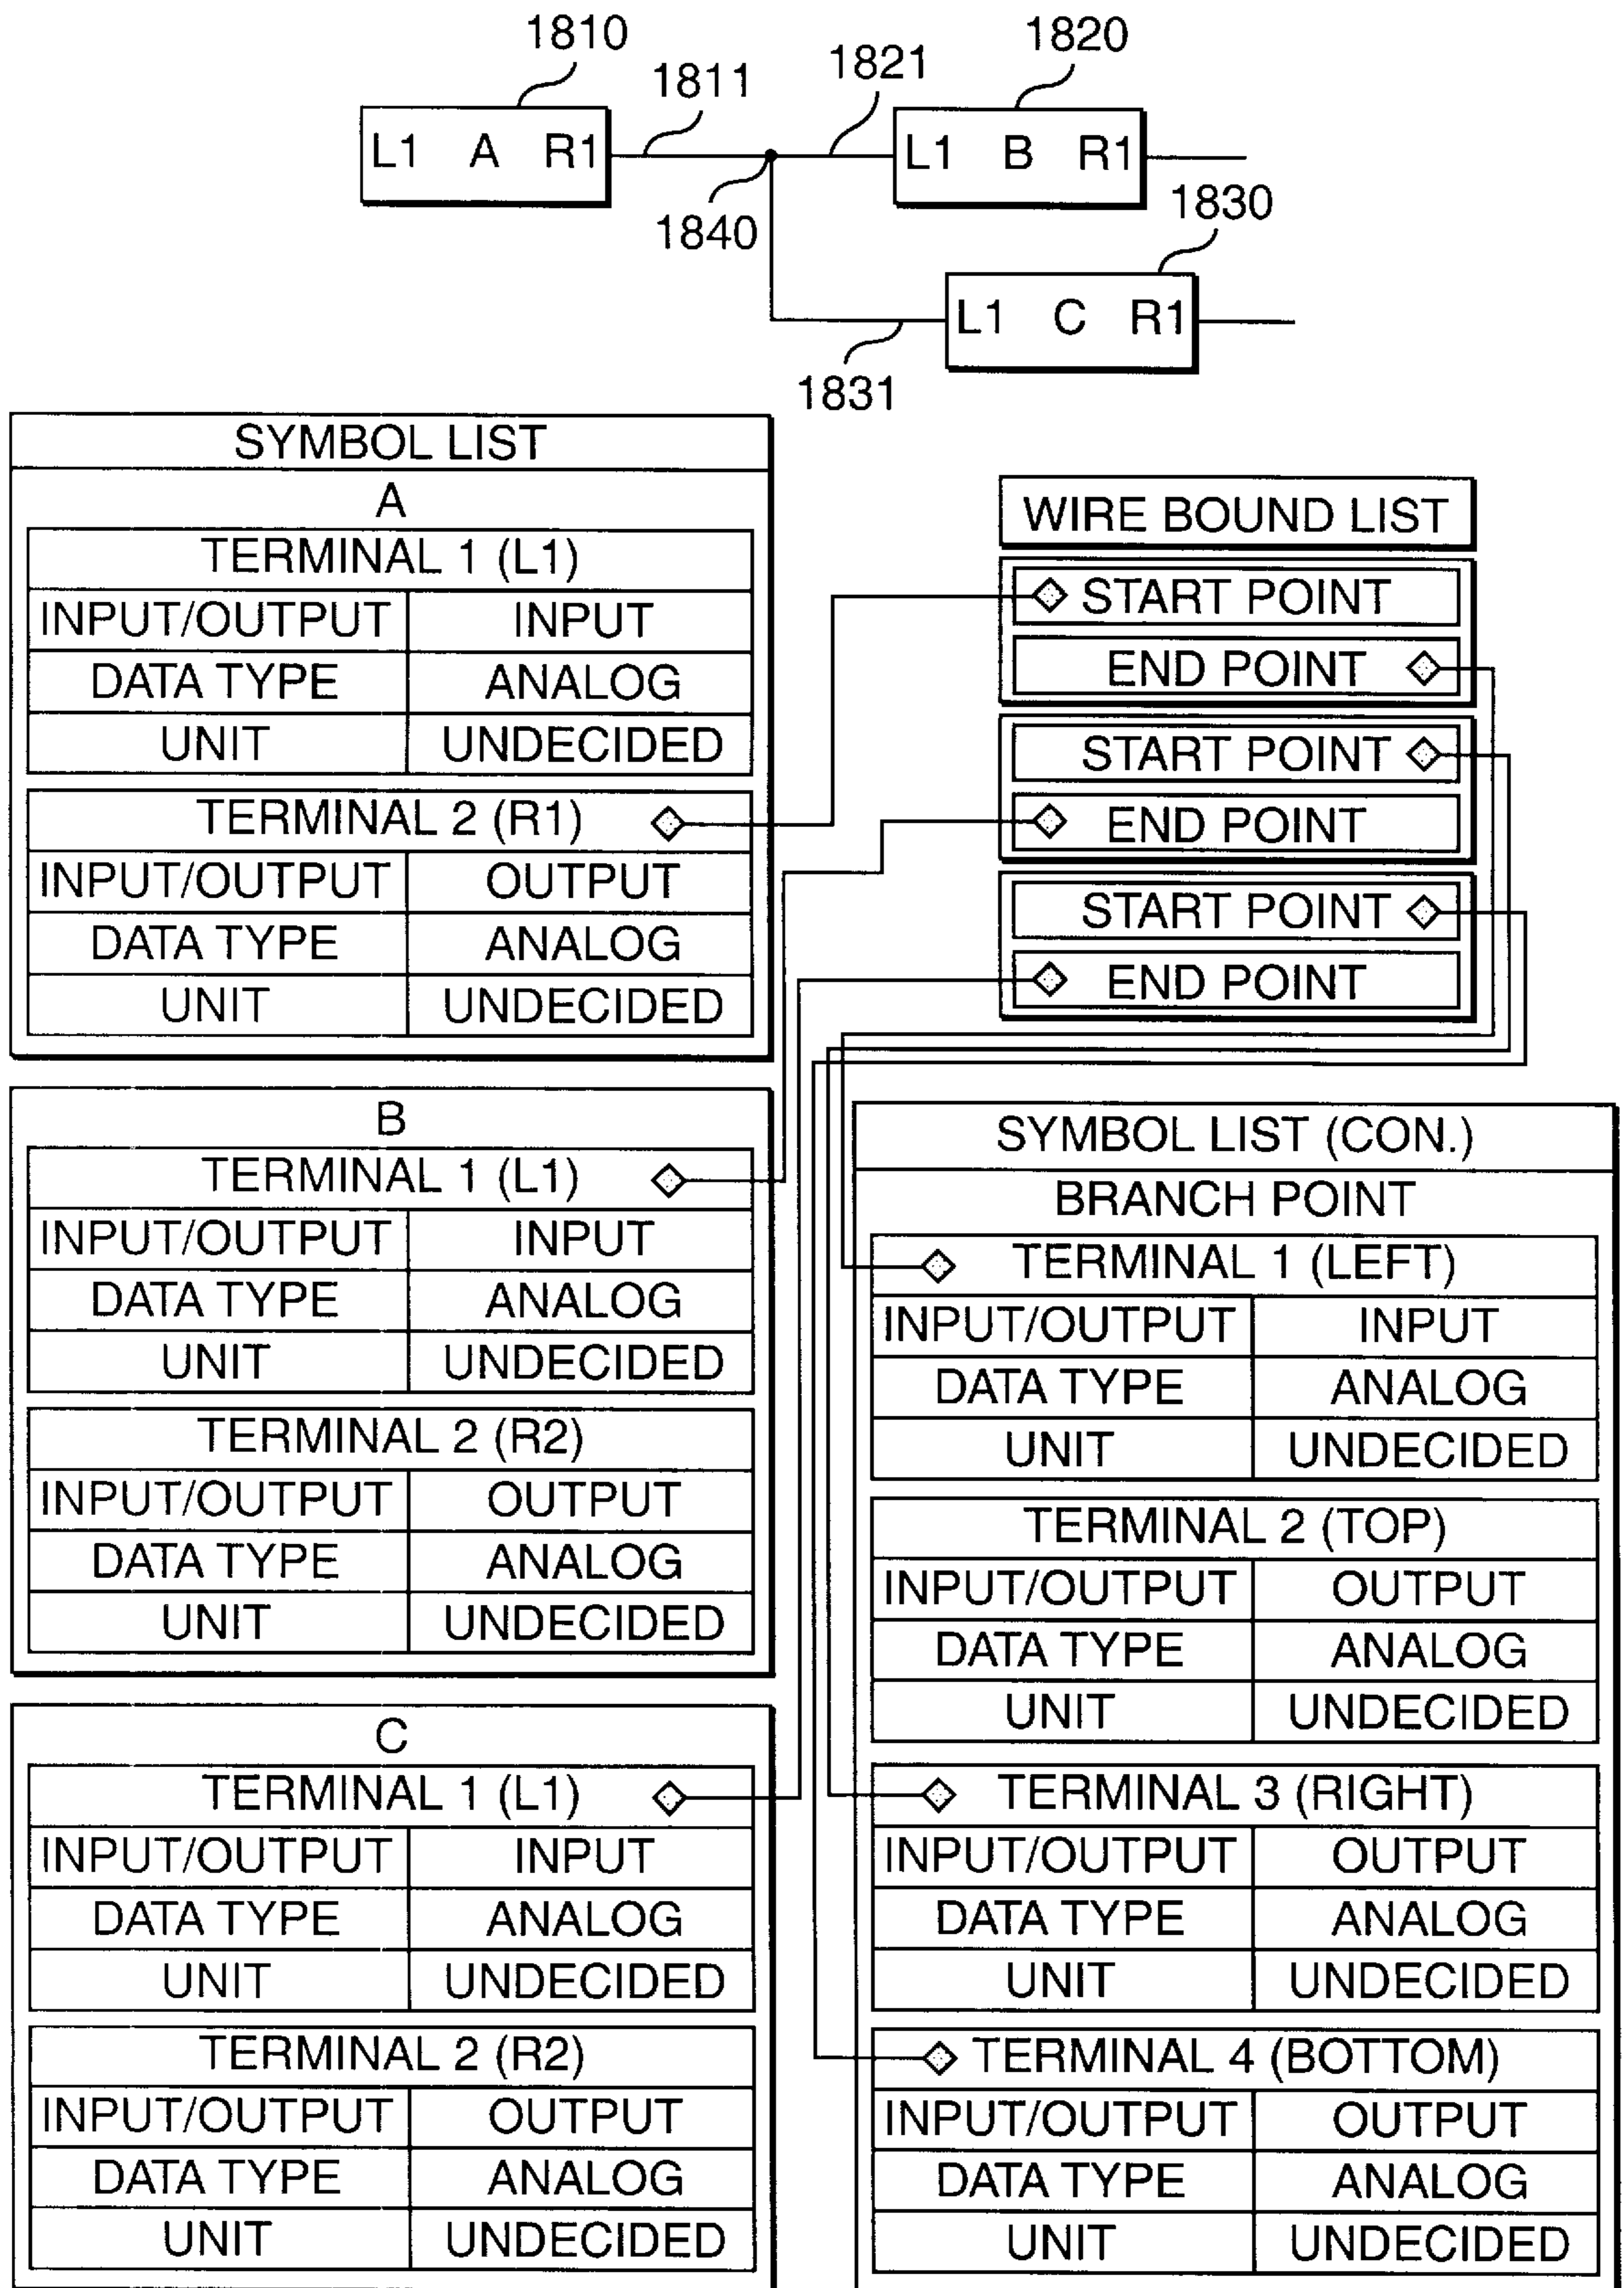 1810
1820
1811
1821
L1 A R1
L1 B R1
1840
1830
L1 C R1
1831
SYMBOL LIST
A
TERMINAL 1 (L1)
INPUT/OUTPUT INPUT
DATA TYPE ANALOG
UNIT UNDECIDED
TERMINAL 2 (R1)
INPUT/OUTPUT OUTPUT
DATA TYPE ANALOG
UNIT UNDECIDED
B
TERMINAL 1 (L1)
INPUT/OUTPUT INPUT
DATA TYPE ANALOG
UNIT UNDECIDED
TERMINAL 2 (R2)
INPUT/OUTPUT OUTPUT
DATA TYPE ANALOG
UNIT UNDECIDED
C
TERMINAL 1 (L1)
INPUT/OUTPUT INPUT
DATA TYPE ANALOG
UNIT UNDECIDED
TERMINAL 2 (R2)
INPUT/OUTPUT OUTPUT
DATA TYPE ANALOG
UNIT UNDECIDED
WIRE BOUND LIST
START POINT
END POINT
START POINT
END POINT
START POINT
END POINT
SYMBOL LIST (CON.)
BRANCH POINT
TERMINAL 1 (LEFT)
INPUT/OUTPUT INPUT
DATA TYPE ANALOG
UNIT UNDECIDED
TERMINAL 2 (TOP)
INPUT/OUTPUT OUTPUT
DATA TYPE ANALOG
UNIT UNDECIDED
TERMINAL 3 (RIGHT)
INPUT/OUTPUT OUTPUT
DATA TYPE ANALOG
UNIT UNDECIDED
TERMINAL 4 (BOTTOM)
INPUT/OUTPUT OUTPUT
DATA TYPE ANALOG
UNIT UNDECIDED